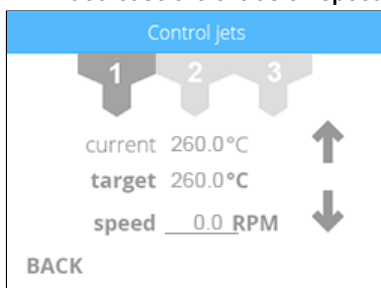 Control jets
1 2 3
current 260.0°C
target 260.0°C
speed 0.0 RPM
BACK